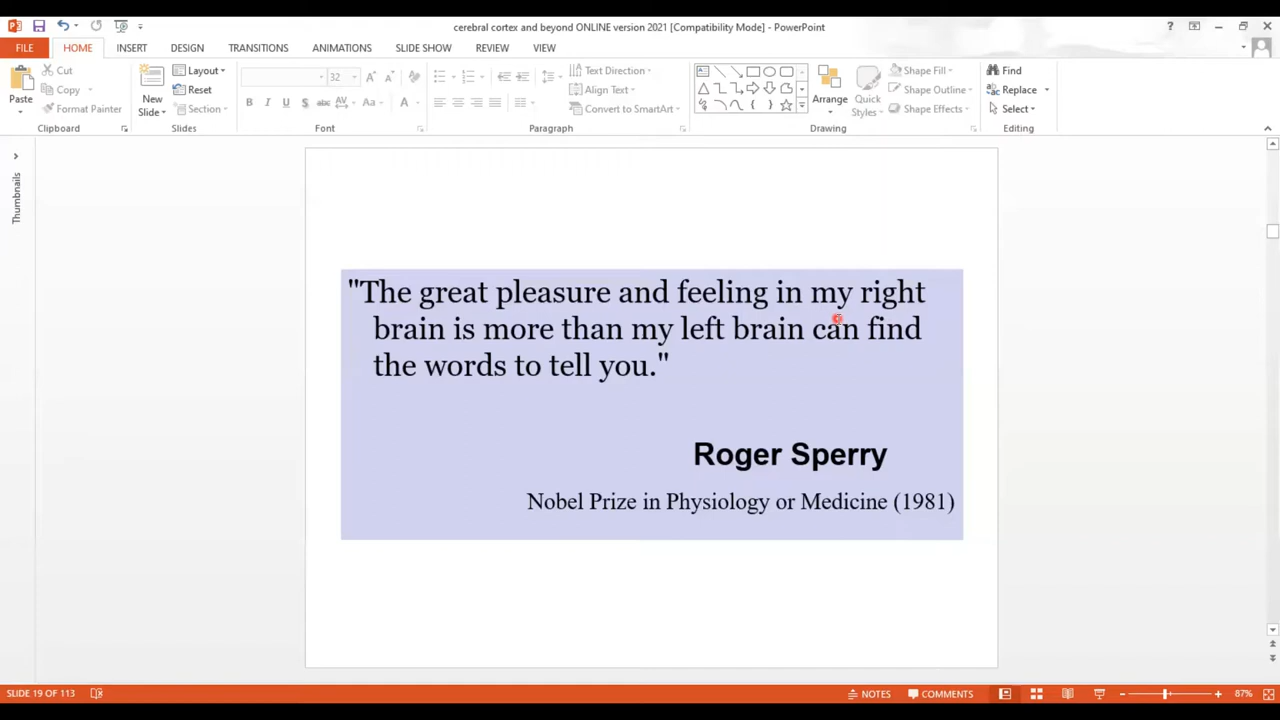 cerebral cortex and beyond ONLINE version 2021 [Compatibility Mode] - PowerPoint
FILE HOME INSERT DESIGN TRANSITIONS ANIMATIONS SLIDE SHOW REVIEW VIEW
Paste
Cut
Copy
Format Painter
Clipboard
New
Slide
Layout
Reset
Section
Slides
32
B I U S abc AV Aa A
Font
Text Direction
Align Text
Convert to SmartArt
Paragraph
Arrange
Quick
Styles
Shape Fill
Shape Outline
Shape Effects
Drawing
Find
Replace
Select
Editing
Thumbnails
"The great pleasure and feeling in my right
brain is more than my left brain can find
the words to tell you."
Roger Sperry
Nobel Prize in Physiology or Medicine (1981)
SLIDE 19 OF 113 NOTES COMMENTS 87%